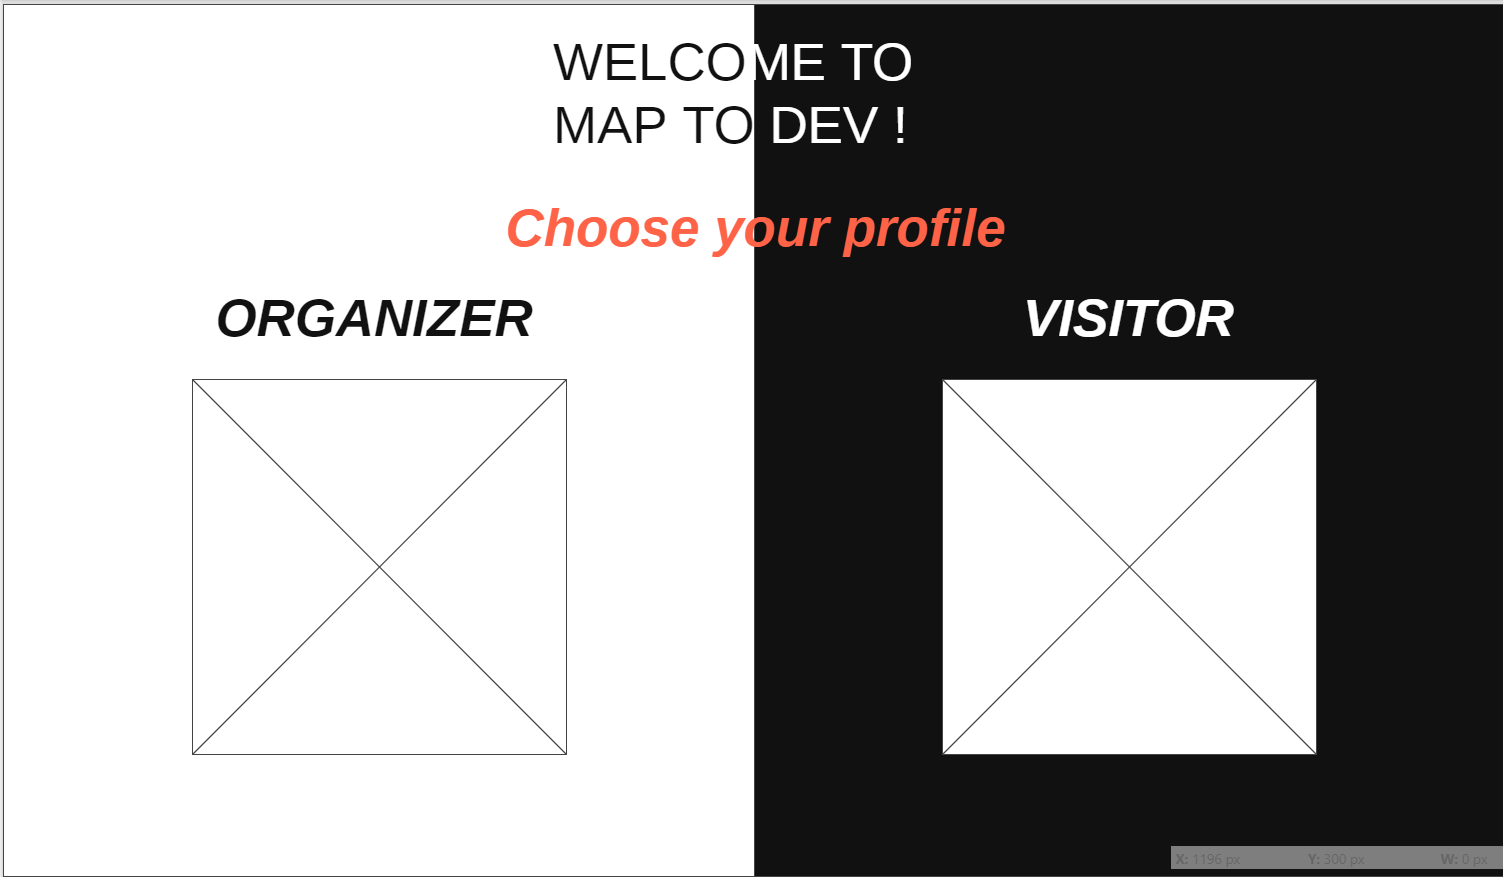 WELCOME TO
MAP TO DEV !
Choose your profile
ORGANIZER
VISITOR
X: 1196 px Y: 300 px W: 0 px